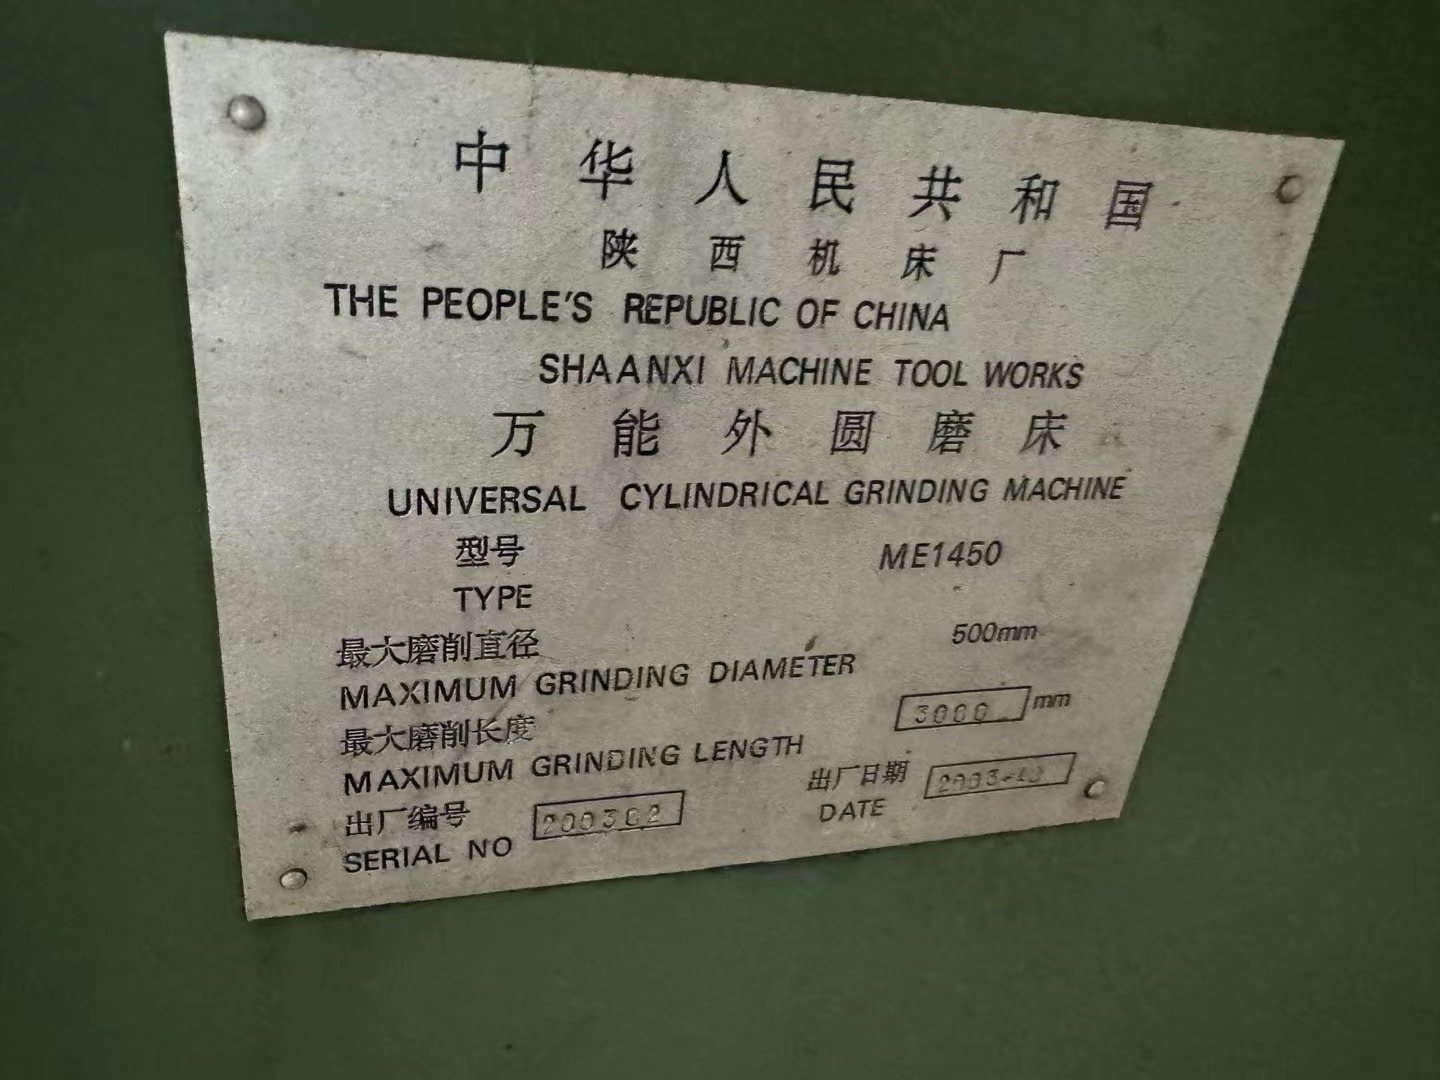 中华人民共和国
陕西机床厂
THE PEOPLE'S REPUBLIC OF CHINA
SHAANXI MACHINE TOOL WORKS
万能外圆磨床
UNIVERSAL CYLINDRICAL GRINDING MACHINE
型号 ME1450
TYPE
最大磨削直径 500mm
MAXIMUM GRINDING DIAMETER
最大磨削长度 3000 mm
MAXIMUM GRINDING LENGTH
出厂编号 200302 出厂日期 2003-10
SERIAL NO DATE